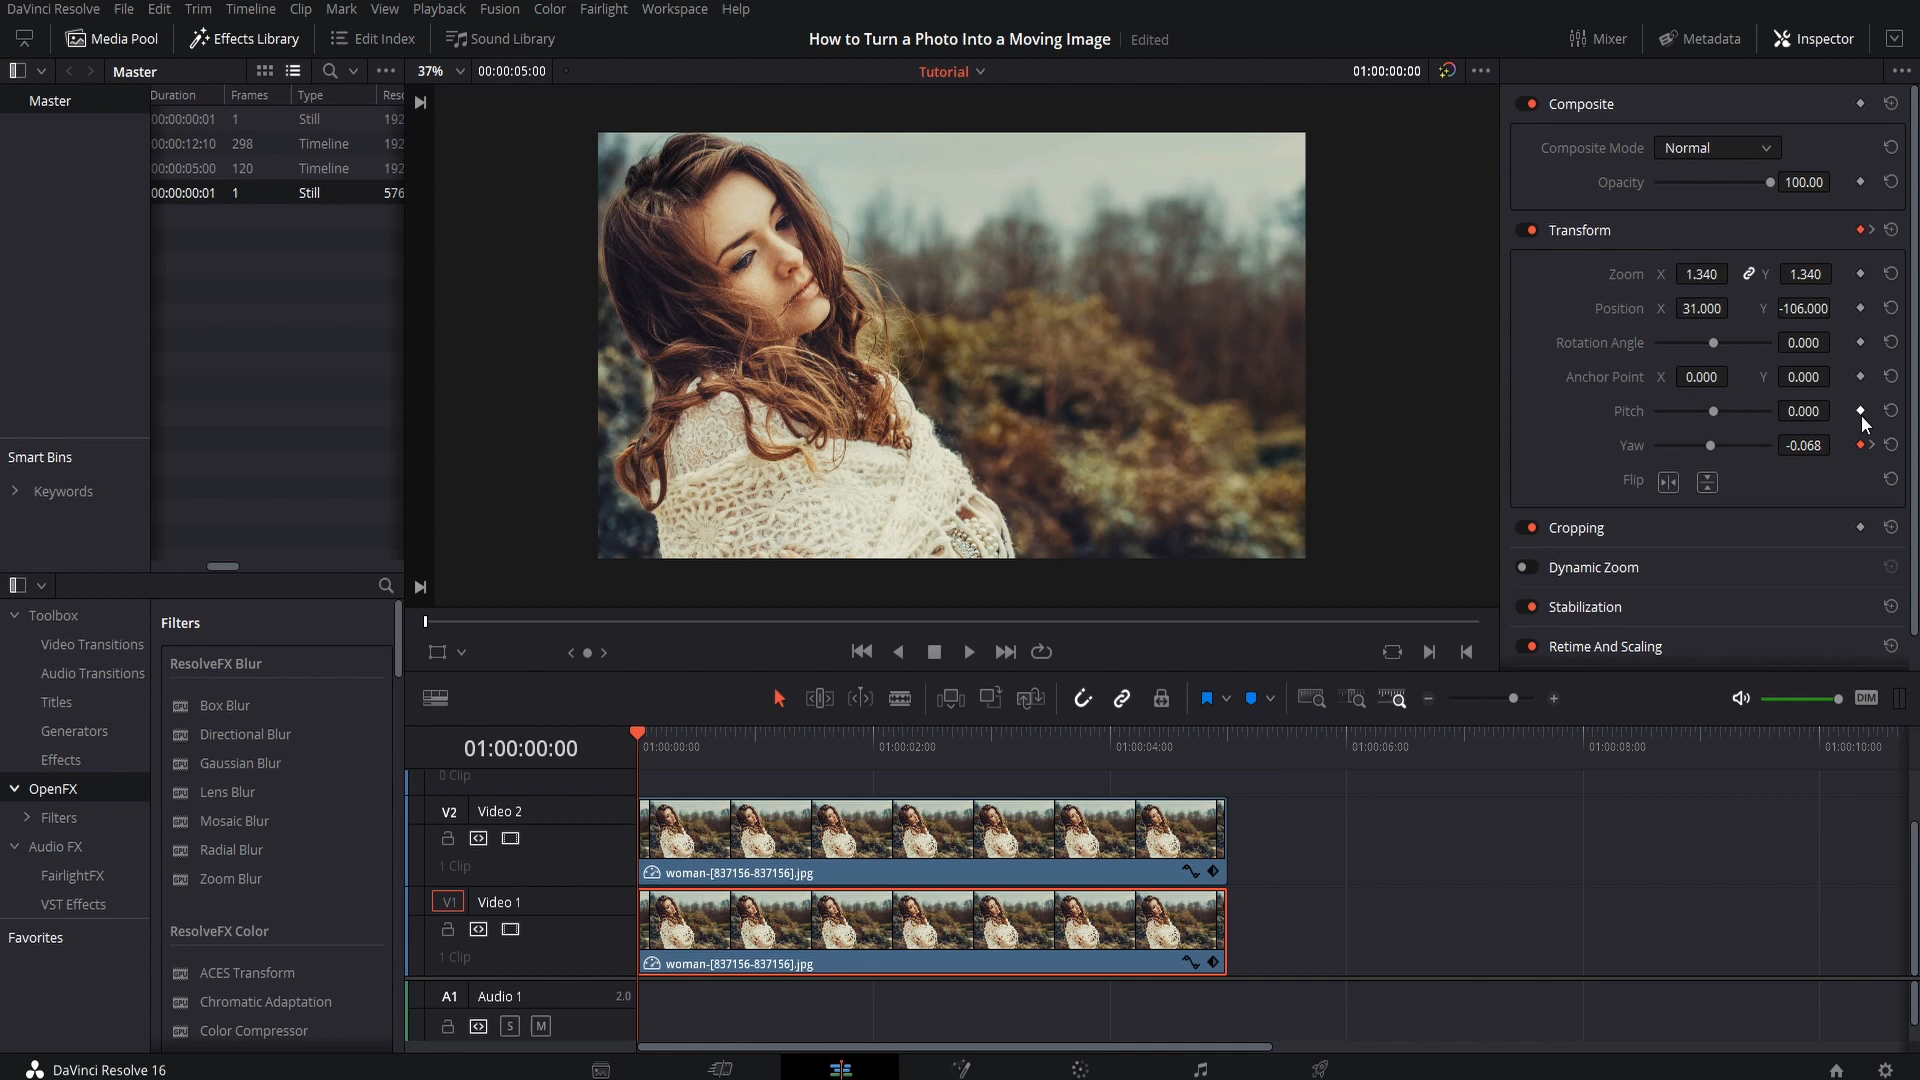 DaVinci Resolve File Edit Trim Timeline Clip Mark View Playback Fusion Color Fairlight Workspace Help
Media Pool Effects Library Edit Index Sound Library How to Turn a Photo Into a Moving Image Edited Mixer Metadata Inspector
Master 37% 00:00:05:00 Tutorial 01:00:00:00
Master
Duration Frames Type Reso
00:00:00:01 1 Still 192
00:00:12:10 298 Timeline 192
00:00:05:00 120 Timeline 192
00:00:00:01 1 Still 576
Smart Bins
Keywords
Composite
Composite Mode Normal
Opacity 100.00
Transform
Zoom X 1.340 Y 1.340
Position X 31.000 Y -106.000
Rotation Angle 0.000
Anchor Point X 0.000 Y 0.000
Pitch 0.000
Yaw -0.068
Flip
Cropping
Dynamic Zoom
Stabilization
Retime And Scaling
Toolbox
Video Transitions
Audio Transitions
Titles
Generators
Effects
OpenFX
Filters
Audio FX
FairlightFX
VST Effects
Favorites
Filters
ResolveFX Blur
Box Blur
Directional Blur
Gaussian Blur
Lens Blur
Mosaic Blur
Radial Blur
Zoom Blur
ResolveFX Color
ACES Transform
Chromatic Adaptation
Color Compressor
DIM
01:00:00:00 01:00:00:00 01:00:02:00 01:00:04:00 01:00:06:00 01:00:08:00 01:00:10:00
0 Clip
V2 Video 2
1 Clip
woman-[837156-837156].jpg
V1 Video 1
1 Clip
woman-[837156-837156].jpg
A1 Audio 1 2.0
S M
DaVinci Resolve 16